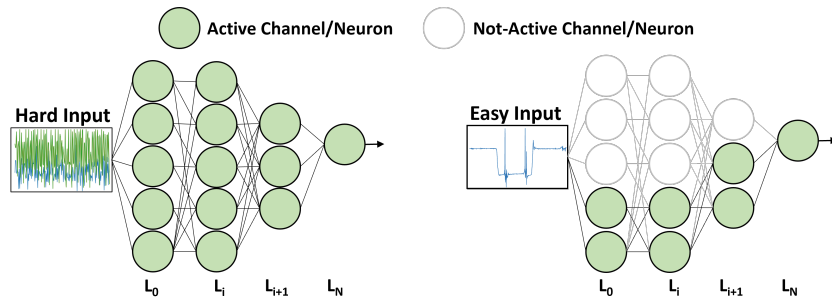 Active Channel/Neuron
Not-Active Channel/Neuron
Hard Input
Easy Input
L0 Li Li+1 LN
L0 Li Li+1 LN